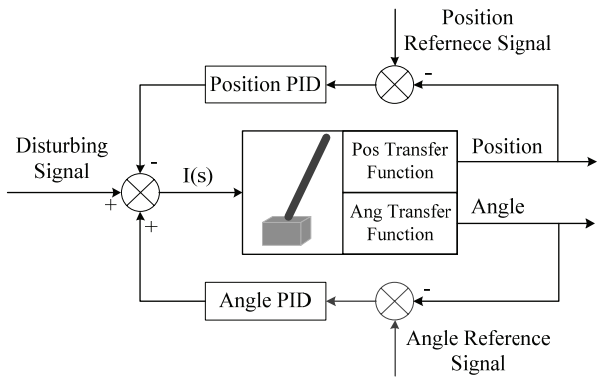 Position
Refernece Signal
-
Position PID
Disturbing
Signal
-
+
+
I(s)
Pos Transfer
Function
Position
Ang Transfer
Function
Angle
-
Angle PID
Angle Reference
Signal